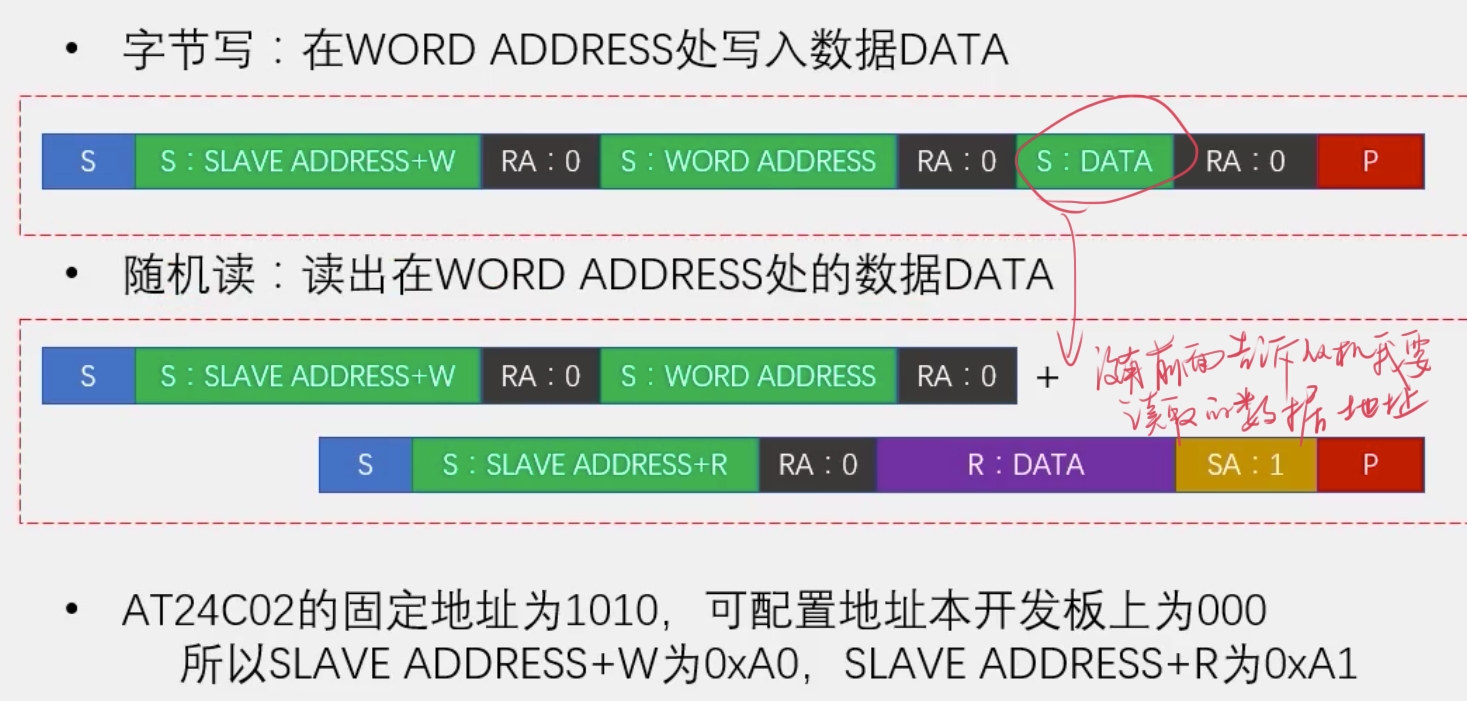 • 字节写：在WORD ADDRESS处写入数据DATA
S S：SLAVE ADDRESS+W RA：0 S：WORD ADDRESS RA：0 S：DATA RA：0 P
• 随机读：读出在WORD ADDRESS处的数据DATA
S S：SLAVE ADDRESS+W RA：0 S：WORD ADDRESS RA：0 +
没有前面告诉从机我要
读取的数据地址
S S：SLAVE ADDRESS+R RA：0 R：DATA SA：1 P
• AT24C02的固定地址为1010，可配置地址本开发板上为000
所以SLAVE ADDRESS+W为0xA0，SLAVE ADDRESS+R为0xA1